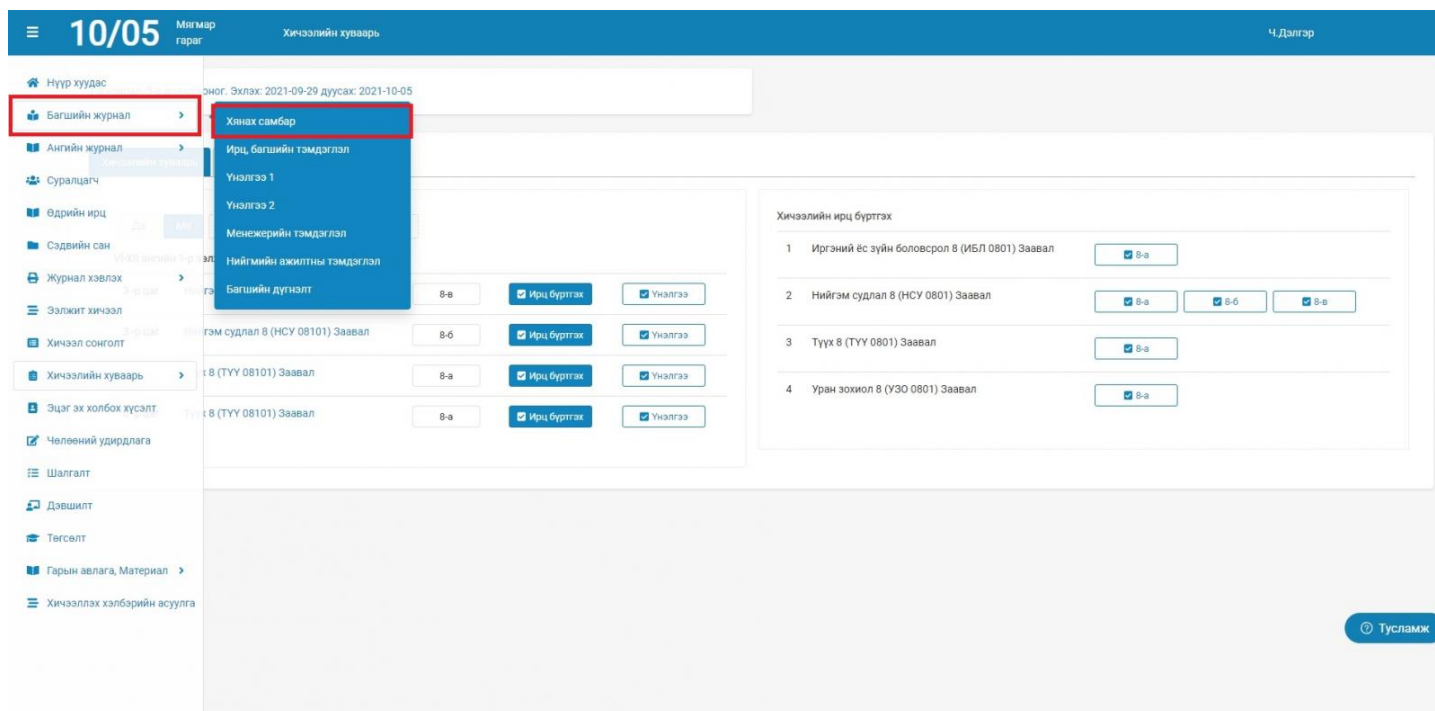 10/05
Мягмар
гараг
Хичээлийн хуваарь
Ч.Дэлгэр
Нүүр хуудас
Багшийн журнал
Ангийн журнал
Суралцагч
Өдрийн ирц
Сэдвийн сан
Журнал хэвлэх
Ээлжит хичээл
Хичээл сонголт
Хичээлийн хуваарь
Эцэг эх холбох хүсэлт
Чөлөөний удирдлага
Шалгалт
Дэвшилт
Төгсөлт
Гарын авлага, Материал
Хичээллэх хэлбэрийн асуулга
оног. Эхлэх: 2021-09-29 дуусах: 2021-10-05
Хянах самбар
Ирц, багшийн тэмдэглэл
Үнэлгээ 1
Үнэлгээ 2
Менежерийн тэмдэглэл
Нийгмийн ажилтны тэмдэглэл
Багшийн дүгнэлт
8-в Ирц бүртгэх Үнэлгээ
гэм судлал 8 (НСУ 08101) Заавал 8-б Ирц бүртгэх Үнэлгээ
8 (ТҮҮ 08101) Заавал 8-а Ирц бүртгэх Үнэлгээ
8 (ТҮҮ 08101) Заавал 8-а Ирц бүртгэх Үнэлгээ
Хичээлийн ирц бүртгэх
1 Иргэний ёс зүйн боловсрол 8 (ИБЛ 0801) Заавал 8-а
2 Нийгэм судлал 8 (НСУ 0801) Заавал 8-а 8-б 8-в
3 Түүх 8 (ТҮҮ 0801) Заавал 8-а
4 Уран зохиол 8 (УЗО 0801) Заавал 8-а
Тусламж